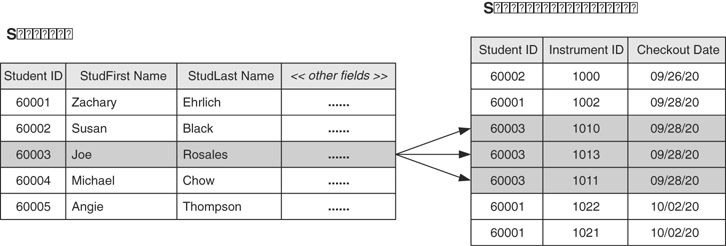 Student ID StudFirst Name StudLast Name << other fields >>
60001 Zachary Ehrlich ......
60002 Susan Black ......
60003 Joe Rosales ......
60004 Michael Chow ......
60005 Angie Thompson ......
Student ID Instrument ID Checkout Date
60002 1000 09/26/20
60001 1002 09/28/20
60003 1010 09/28/20
60003 1013 09/28/20
60003 1011 09/28/20
60001 1022 10/02/20
60001 1021 10/02/20